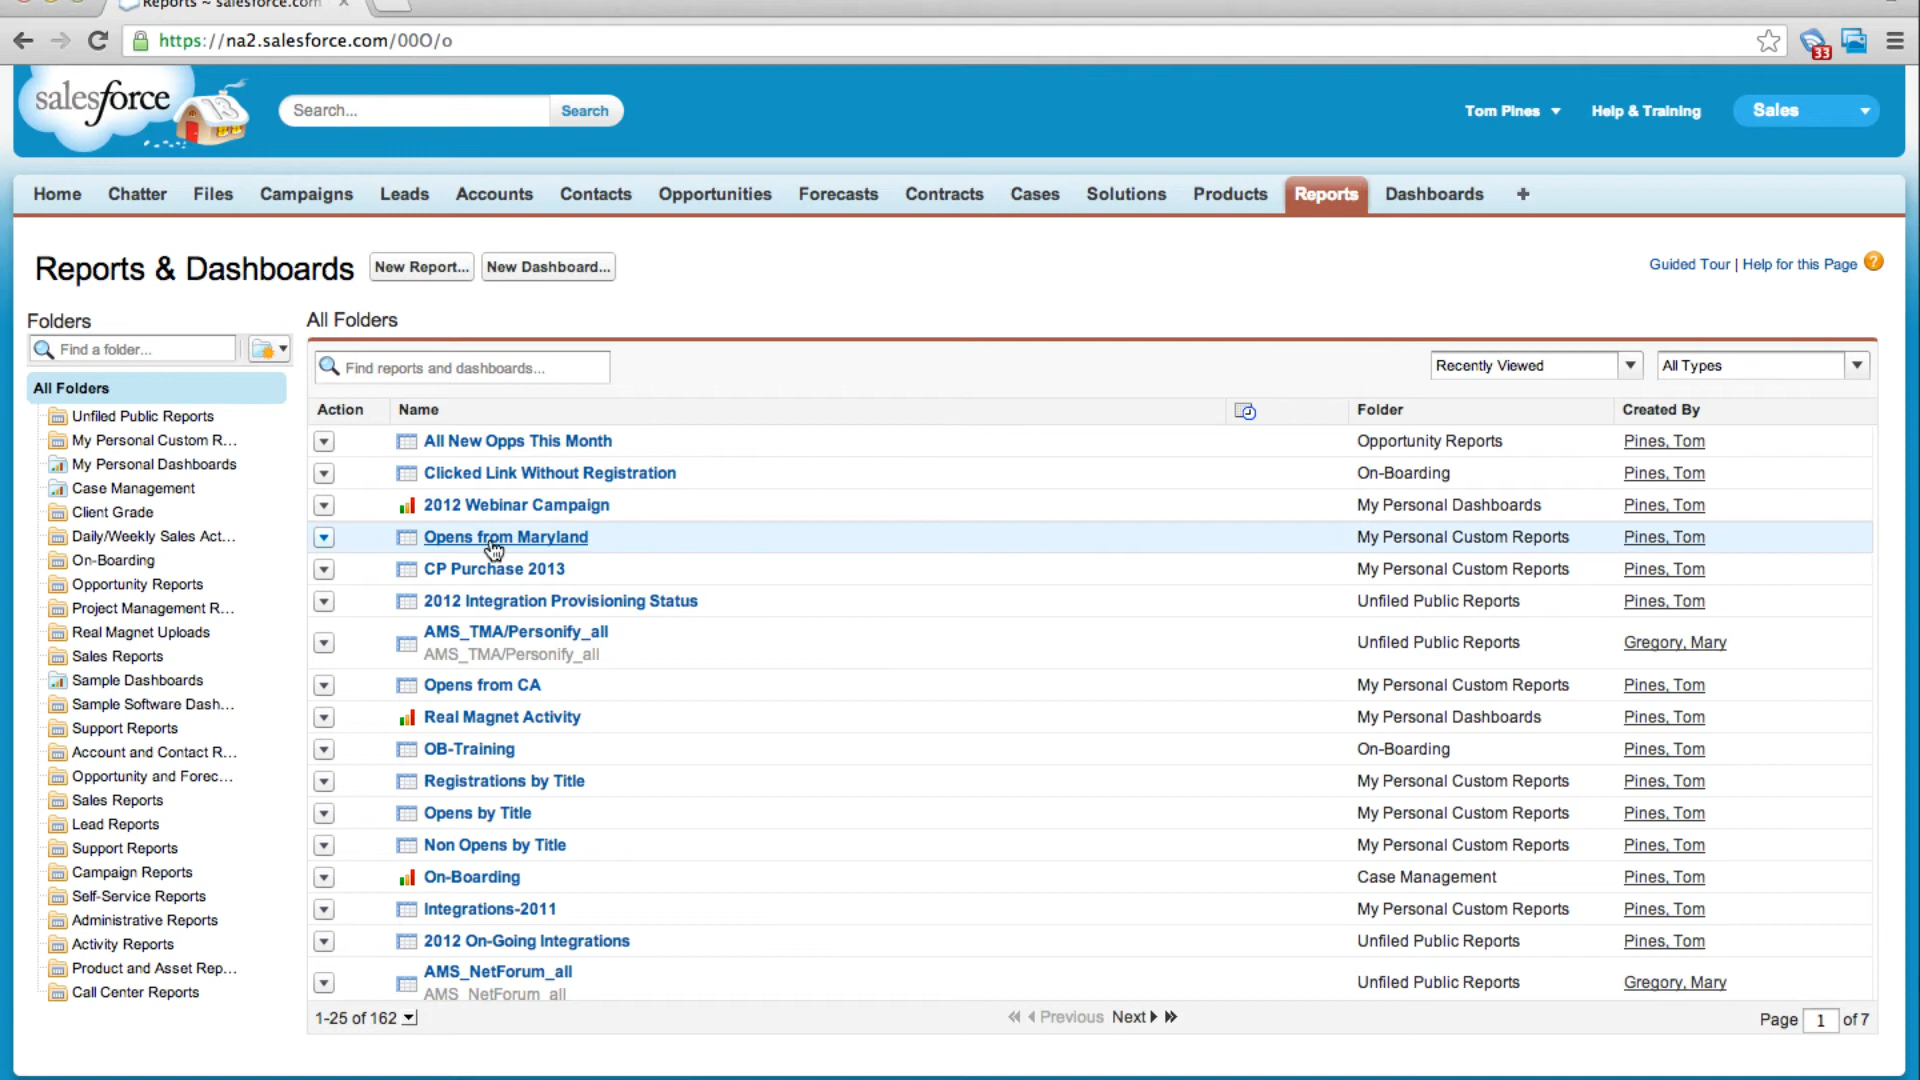 Reports ~ salesforce.com
https://na2.salesforce.com/00O/o
33
salesforce
Search...
Search
Tom Pines
Help & Training
Sales
Home
Chatter
Files
Campaigns
Leads
Accounts
Contacts
Opportunities
Forecasts
Contracts
Cases
Solutions
Products
Reports
Dashboards
+
Reports & Dashboards
New Report...
New Dashboard...
Guided Tour | Help for this Page ?
Folders
Find a folder...
All Folders
Unfiled Public Reports
My Personal Custom R...
My Personal Dashboards
Case Management
Client Grade
Daily/Weekly Sales Act...
On-Boarding
Opportunity Reports
Project Management R...
Real Magnet Uploads
Sales Reports
Sample Dashboards
Sample Software Dash...
Support Reports
Account and Contact R...
Opportunity and Forec...
Sales Reports
Lead Reports
Support Reports
Campaign Reports
Self-Service Reports
Administrative Reports
Activity Reports
Product and Asset Rep...
Call Center Reports
All Folders
Find reports and dashboards...
Recently Viewed
All Types
Action Name Folder Created By
All New Opps This Month Opportunity Reports Pines, Tom
Clicked Link Without Registration On-Boarding Pines, Tom
2012 Webinar Campaign My Personal Dashboards Pines, Tom
Opens from Maryland My Personal Custom Reports Pines, Tom
CP Purchase 2013 My Personal Custom Reports Pines, Tom
2012 Integration Provisioning Status Unfiled Public Reports Pines, Tom
AMS_TMA/Personify_all Unfiled Public Reports Gregory, Mary
AMS_TMA/Personify_all
Opens from CA My Personal Custom Reports Pines, Tom
Real Magnet Activity My Personal Dashboards Pines, Tom
OB-Training On-Boarding Pines, Tom
Registrations by Title My Personal Custom Reports Pines, Tom
Opens by Title My Personal Custom Reports Pines, Tom
Non Opens by Title My Personal Custom Reports Pines, Tom
On-Boarding Case Management Pines, Tom
Integrations-2011 My Personal Custom Reports Pines, Tom
2012 On-Going Integrations Unfiled Public Reports Pines, Tom
AMS_NetForum_all Unfiled Public Reports Gregory, Mary
AMS_NetForum_all
1-25 of 162
Previous Next
Page 1 of 7